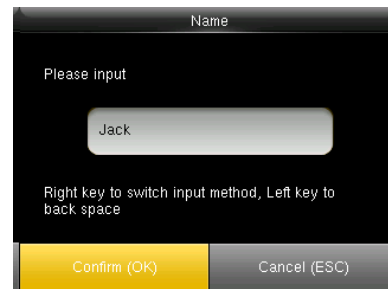 Name
Please input
Jack
Right key to switch input method, Left key to
back space
Confirm (OK) Cancel (ESC)